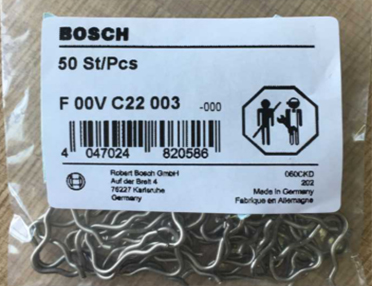 BOSCH
50 St/Pcs
F 00V C22 003 -000
4 047024 820586
Robert Bosch GmbH
Auf der Breit 4
76227 Karlsruhe
Germany
060CKD
202
Made in Germany
Fabriqué en Allemagne